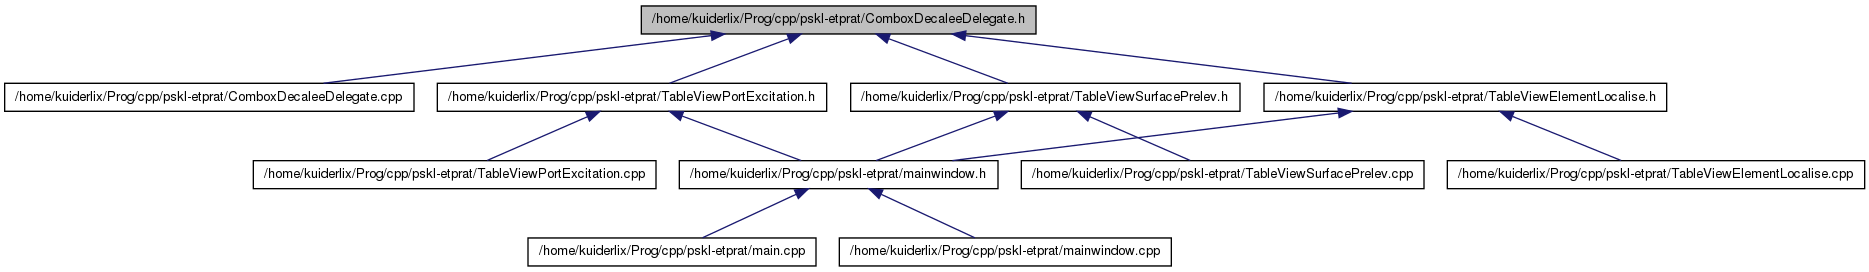 /home/kuiderlix/Prog/cpp/pskl-etprat/ComboxDecaleeDelegate.h
/home/kuiderlix/Prog/cpp/pskl-etprat/ComboxDecaleeDelegate.cpp
/home/kuiderlix/Prog/cpp/pskl-etprat/TableViewPortExcitation.h
/home/kuiderlix/Prog/cpp/pskl-etprat/TableViewSurfacePrelev.h
/home/kuiderlix/Prog/cpp/pskl-etprat/TableViewElementLocalise.h
/home/kuiderlix/Prog/cpp/pskl-etprat/TableViewPortExcitation.cpp
/home/kuiderlix/Prog/cpp/pskl-etprat/mainwindow.h
/home/kuiderlix/Prog/cpp/pskl-etprat/TableViewSurfacePrelev.cpp
/home/kuiderlix/Prog/cpp/pskl-etprat/TableViewElementLocalise.cpp
/home/kuiderlix/Prog/cpp/pskl-etprat/main.cpp
/home/kuiderlix/Prog/cpp/pskl-etprat/mainwindow.cpp